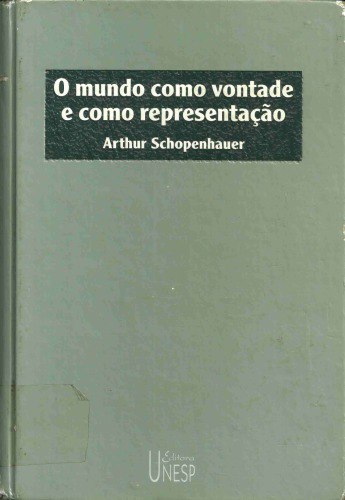 O mundo como vontade
e como representação
Arthur Schopenhauer
Editora
UNESP